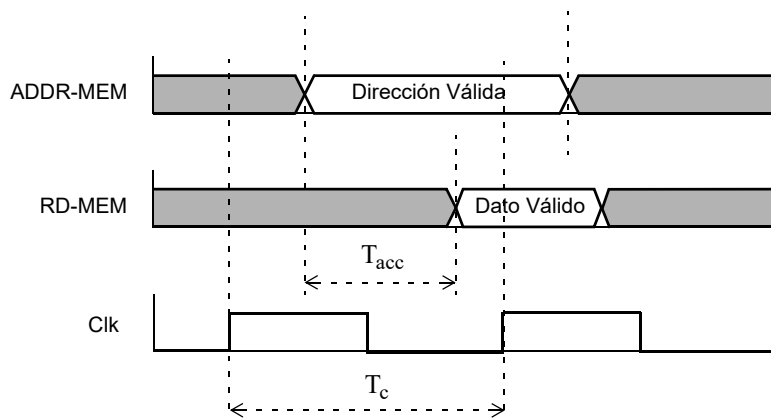 ADDR-MEM
Dirección Válida
RD-MEM
Dato Válido
Tacc
Clk
Tc